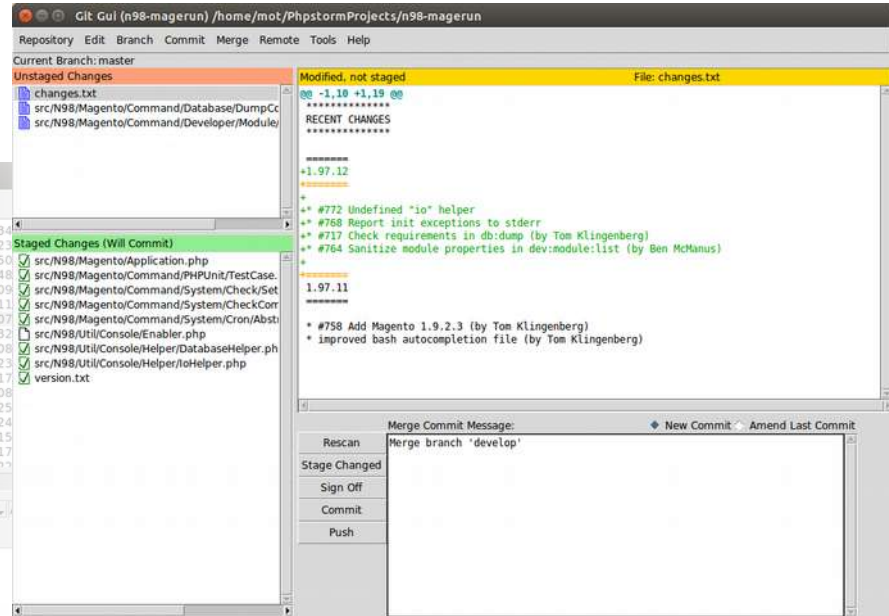 Git Gui (n98-magerun) /home/mot/PhpstormProjects/n98-magerun
Repository Edit Branch Commit Merge Remote Tools Help
Current Branch: master
Unstaged Changes
changes.txt
src/N98/Magento/Command/Database/DumpCo
src/N98/Magento/Command/Developer/Module/
Staged Changes (Will Commit)
src/N98/Magento/Application.php
src/N98/Magento/Command/PHPUnit/TestCase.
src/N98/Magento/Command/System/Check/Set
src/N98/Magento/Command/System/CheckCom
src/N98/Magento/Command/System/Cron/Abstr
src/N98/Util/Console/Enabler.php
src/N98/Util/Console/Helper/DatabaseHelper.ph
src/N98/Util/Console/Helper/IoHelper.php
version.txt
Modified, not staged File: changes.txt
@@ -1,10 +1,19 @@
**************
RECENT CHANGES
**************
=======
+1.97.12
+=======
+
+* #772 Undefined "io" helper
+* #768 Report init exceptions to stderr
+* #717 Check requirements in db:dump (by Tom Klingenberg)
+* #764 Sanitize module properties in dev:module:list (by Ben McManus)
+
+=======
1.97.11
=======
* #758 Add Magento 1.9.2.3 (by Tom Klingenberg)
* improved bash autocompletion file (by Tom Klingenberg)
Merge Commit Message: New Commit Amend Last Commit
Rescan
Stage Changed
Sign Off
Commit
Push
Merge branch 'develop'